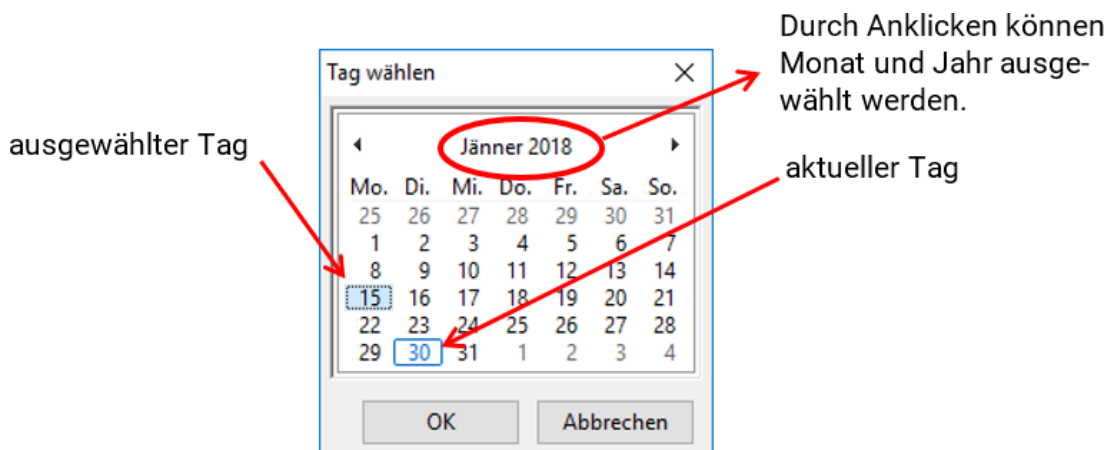 Durch Anklicken können
Monat und Jahr ausge-
wählt werden.
Tag wählen
ausgewählter Tag
Jänner 2018
aktueller Tag
Mo. Di. Mi. Do. Fr. Sa. So.
25 26 27 28 29 30 31
1 2 3 4 5 6 7
8 9 10 11 12 13 14
15 16 17 18 19 20 21
22 23 24 25 26 27 28
29 30 31 1 2 3 4
OK Abbrechen